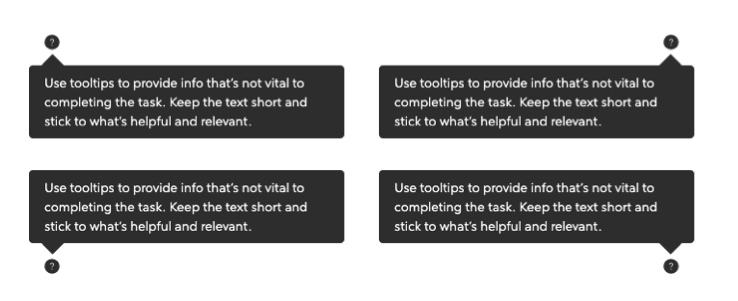 ?
?
Use tooltips to provide info that's not vital to
completing the task. Keep the text short and
stick to what's helpful and relevant.
Use tooltips to provide info that's not vital to
completing the task. Keep the text short and
stick to what's helpful and relevant.
Use tooltips to provide info that's not vital to
completing the task. Keep the text short and
stick to what's helpful and relevant.
Use tooltips to provide info that's not vital to
completing the task. Keep the text short and
stick to what's helpful and relevant.
?
?